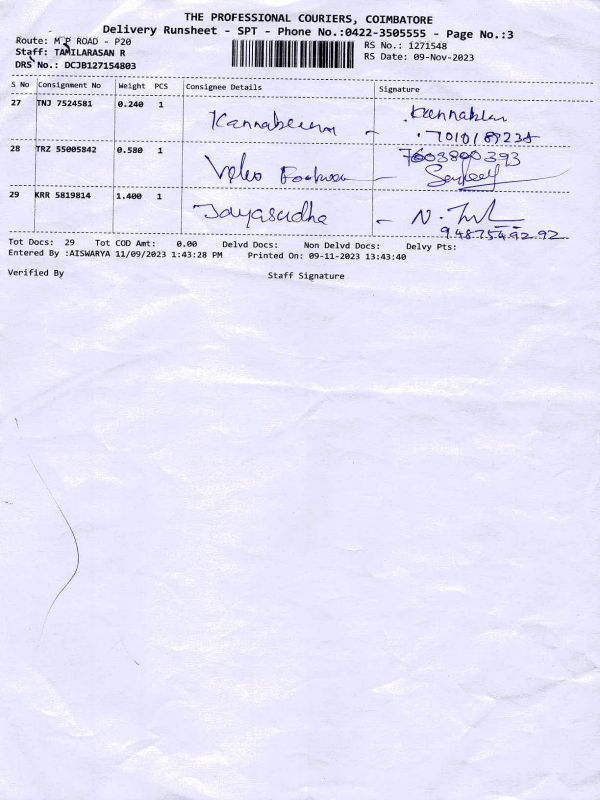 THE PROFESSIONAL COURIERS, COIMBATORE
Delivery Runsheet - SPT - Phone No.:0422-3505555 - Page No.:3
Route: M P ROAD - P20
RS No.: 1271548
Staff: TAMILARASAN R
RS Date: 09-Nov-2023
DRS No.: DCJB127154803
S No Consignment No Weight PCS Consignee Details Signature
27 TNJ 7524581 0.240 1 Kannabiran -
7010189238
28 TRZ 55005842 0.580 1 Velco Footwear -
7603800393
29 KRR 5819814 1.400 1 Jayasudha -
9487549292
Tot Docs: 29 Tot COD Amt: 0.00 Delvd Docs: Non Delvd Docs: Delvy Pts:
Entered By :AISWARYA 11/09/2023 1:43:28 PM Printed On: 09-11-2023 13:43:40
Verified By Staff Signature